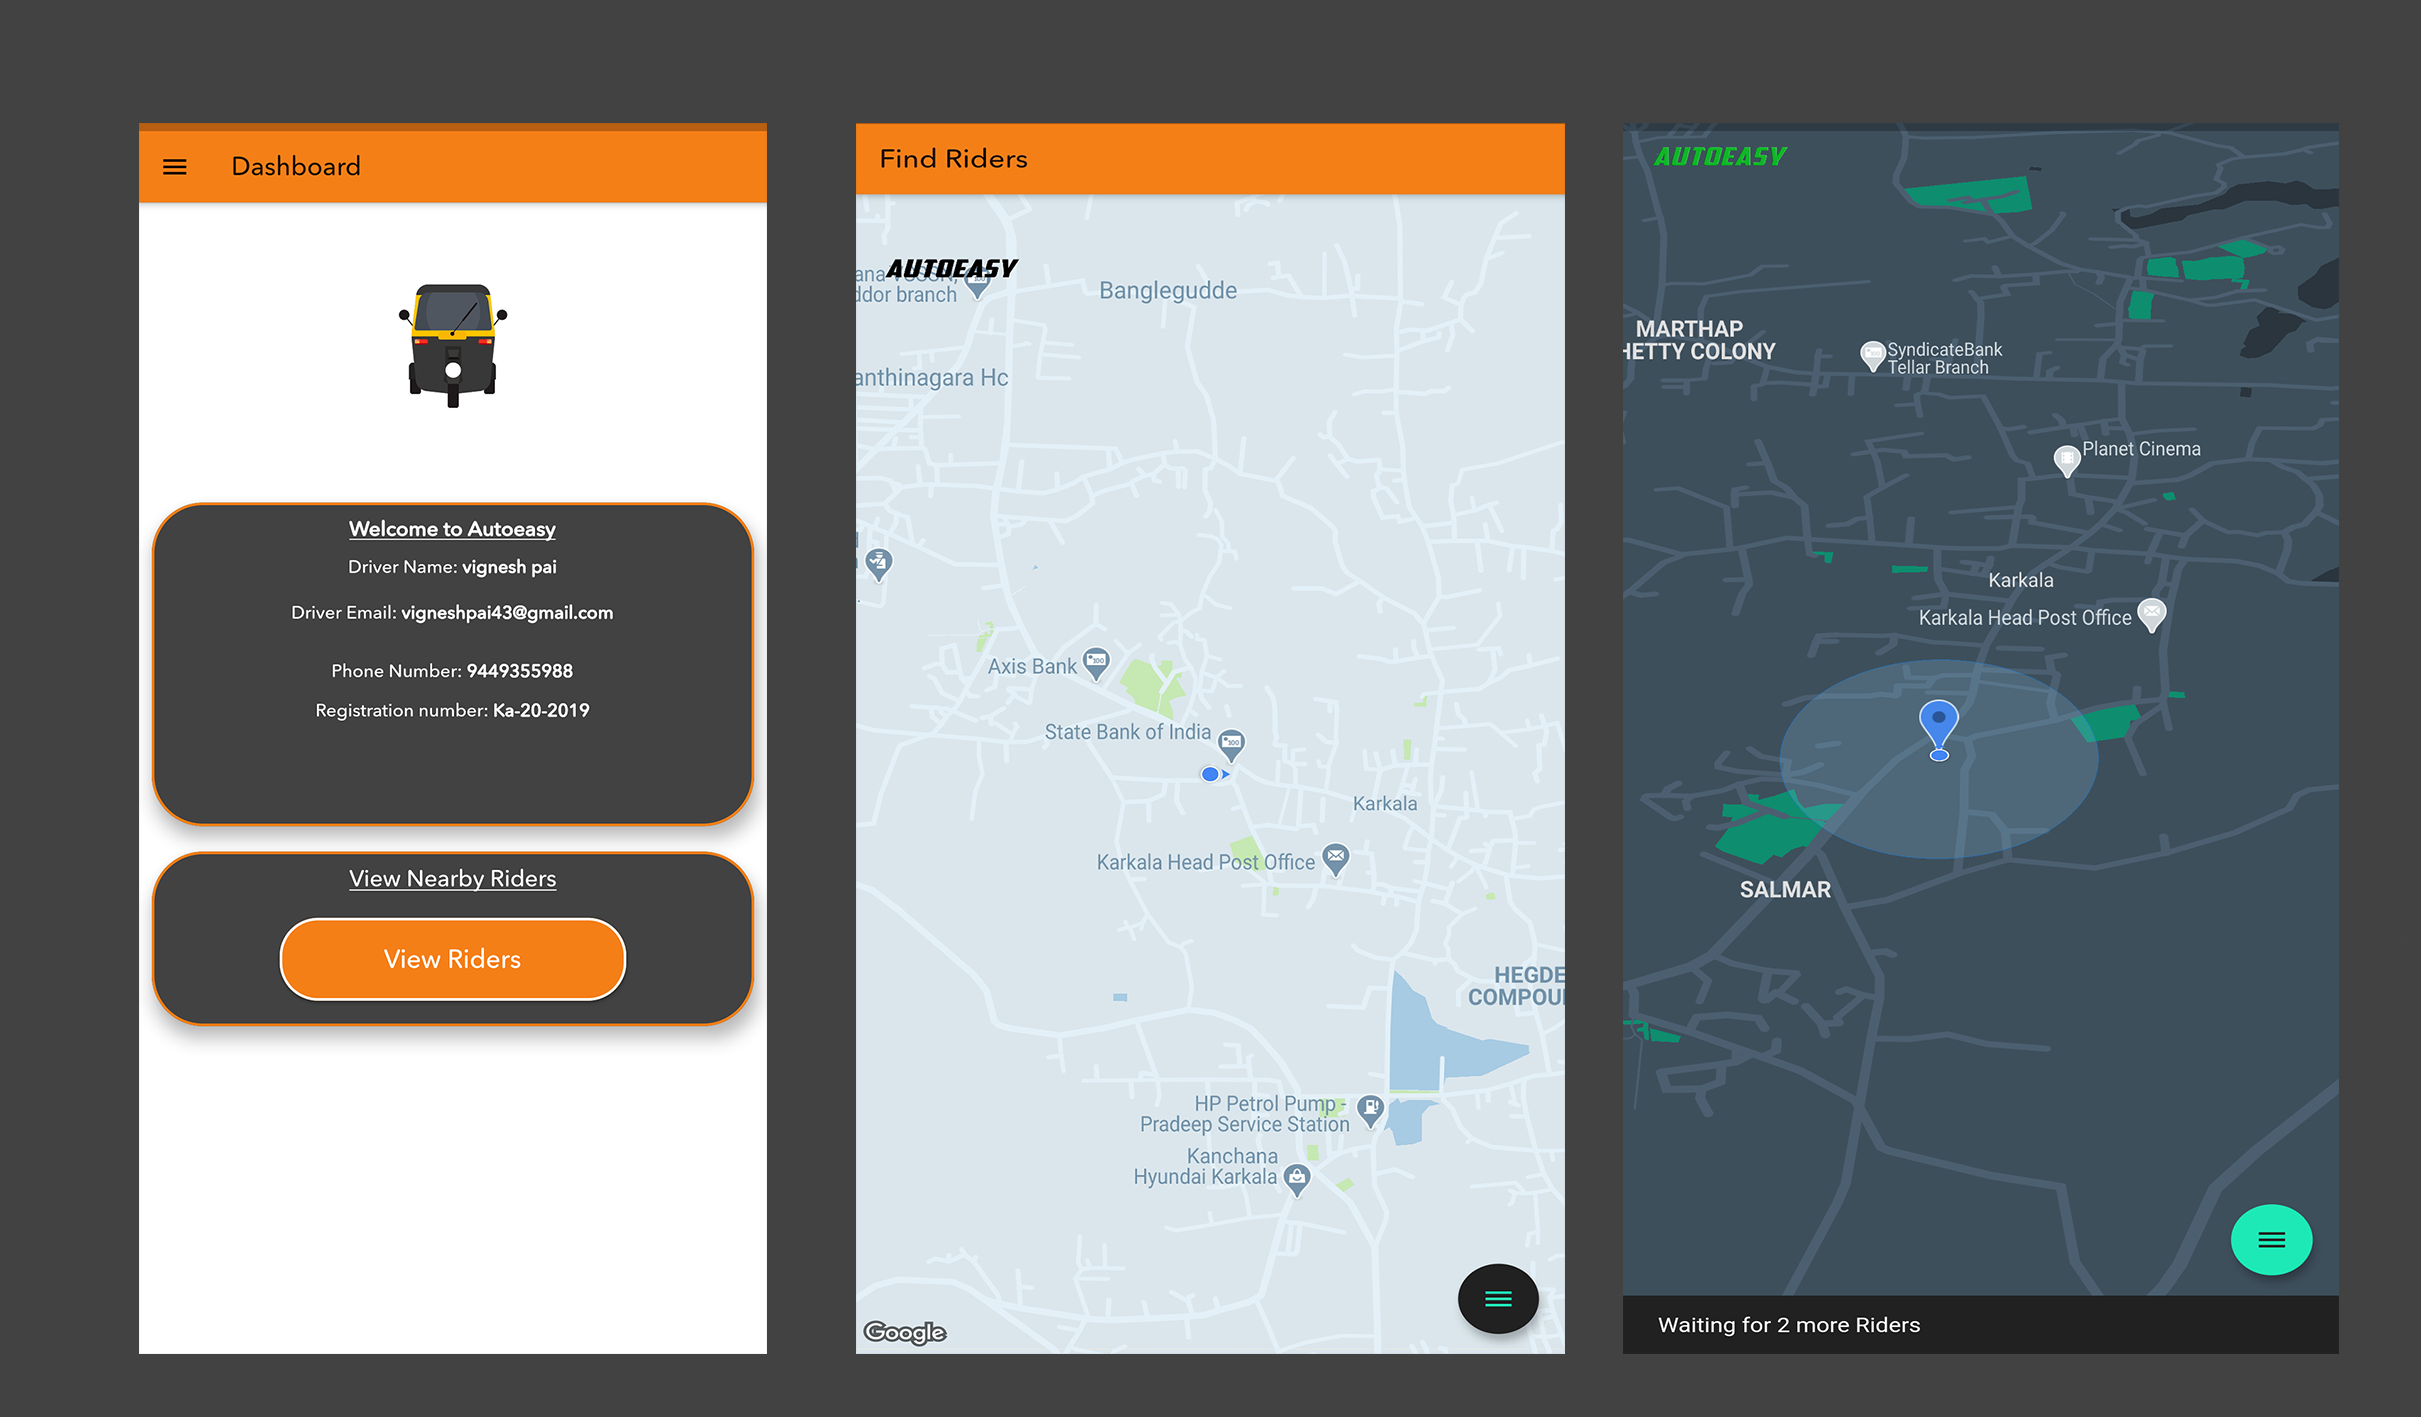 Dashboard
Welcome to Autoeasy
Driver Name: vignesh pai
Driver Email: vigneshpai43@gmail.com
Phone Number: 9449355988
Registration number: Ka-20-2019
View Nearby Riders
View Riders
Find Riders
AUTOEASY
ddor branch
Banglegudde
anthinagara Hc
Axis Bank
State Bank of India
Karkala
Karkala Head Post Office
HEGDE
COMPOU
HP Petrol Pump -
Pradeep Service Station
Kanchana
Hyundai Karkala
Google
AUTOEASY
MARTHAP
HETTY COLONY
SyndicateBank
Tellar Branch
Planet Cinema
Karkala
Karkala Head Post Office
SALMAR
Waiting for 2 more Riders